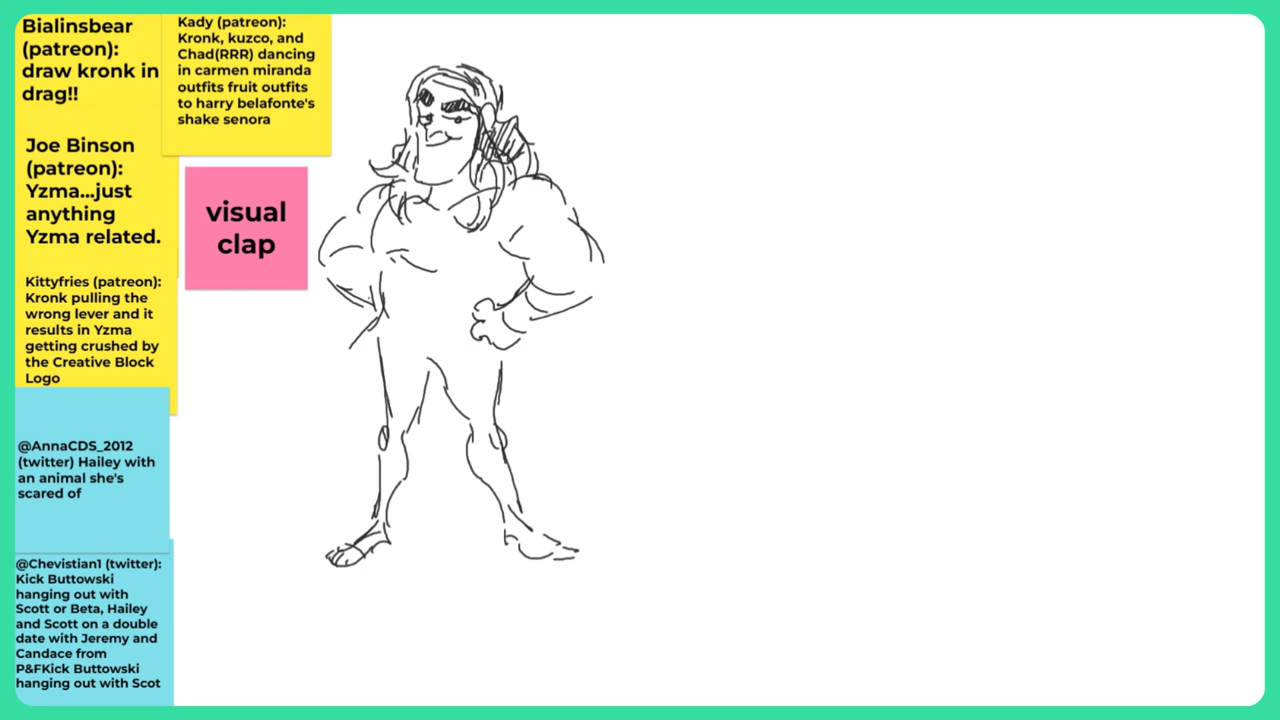 Bialinsbear
(patreon):
draw kronk in
drag!!
Kady (patreon):
Kronk, kuzco, and
Chad(RRR) dancing
in carmen miranda
outfits fruit outfits
to harry belafonte's
shake senora
Joe Binson
(patreon):
Yzma...just
anything
Yzma related.
visual
clap
Kittyfries (patreon):
Kronk pulling the
wrong lever and it
results in Yzma
getting crushed by
the Creative Block
Logo
@AnnaCDS_2012
(twitter) Hailey with
an animal she's
scared of
@Chevistian1 (twitter):
Kick Buttowski
hanging out with
Scott or Beta, Hailey
and Scott on a double
date with Jeremy and
Candace from
P&FKick Buttowski
hanging out with Scot